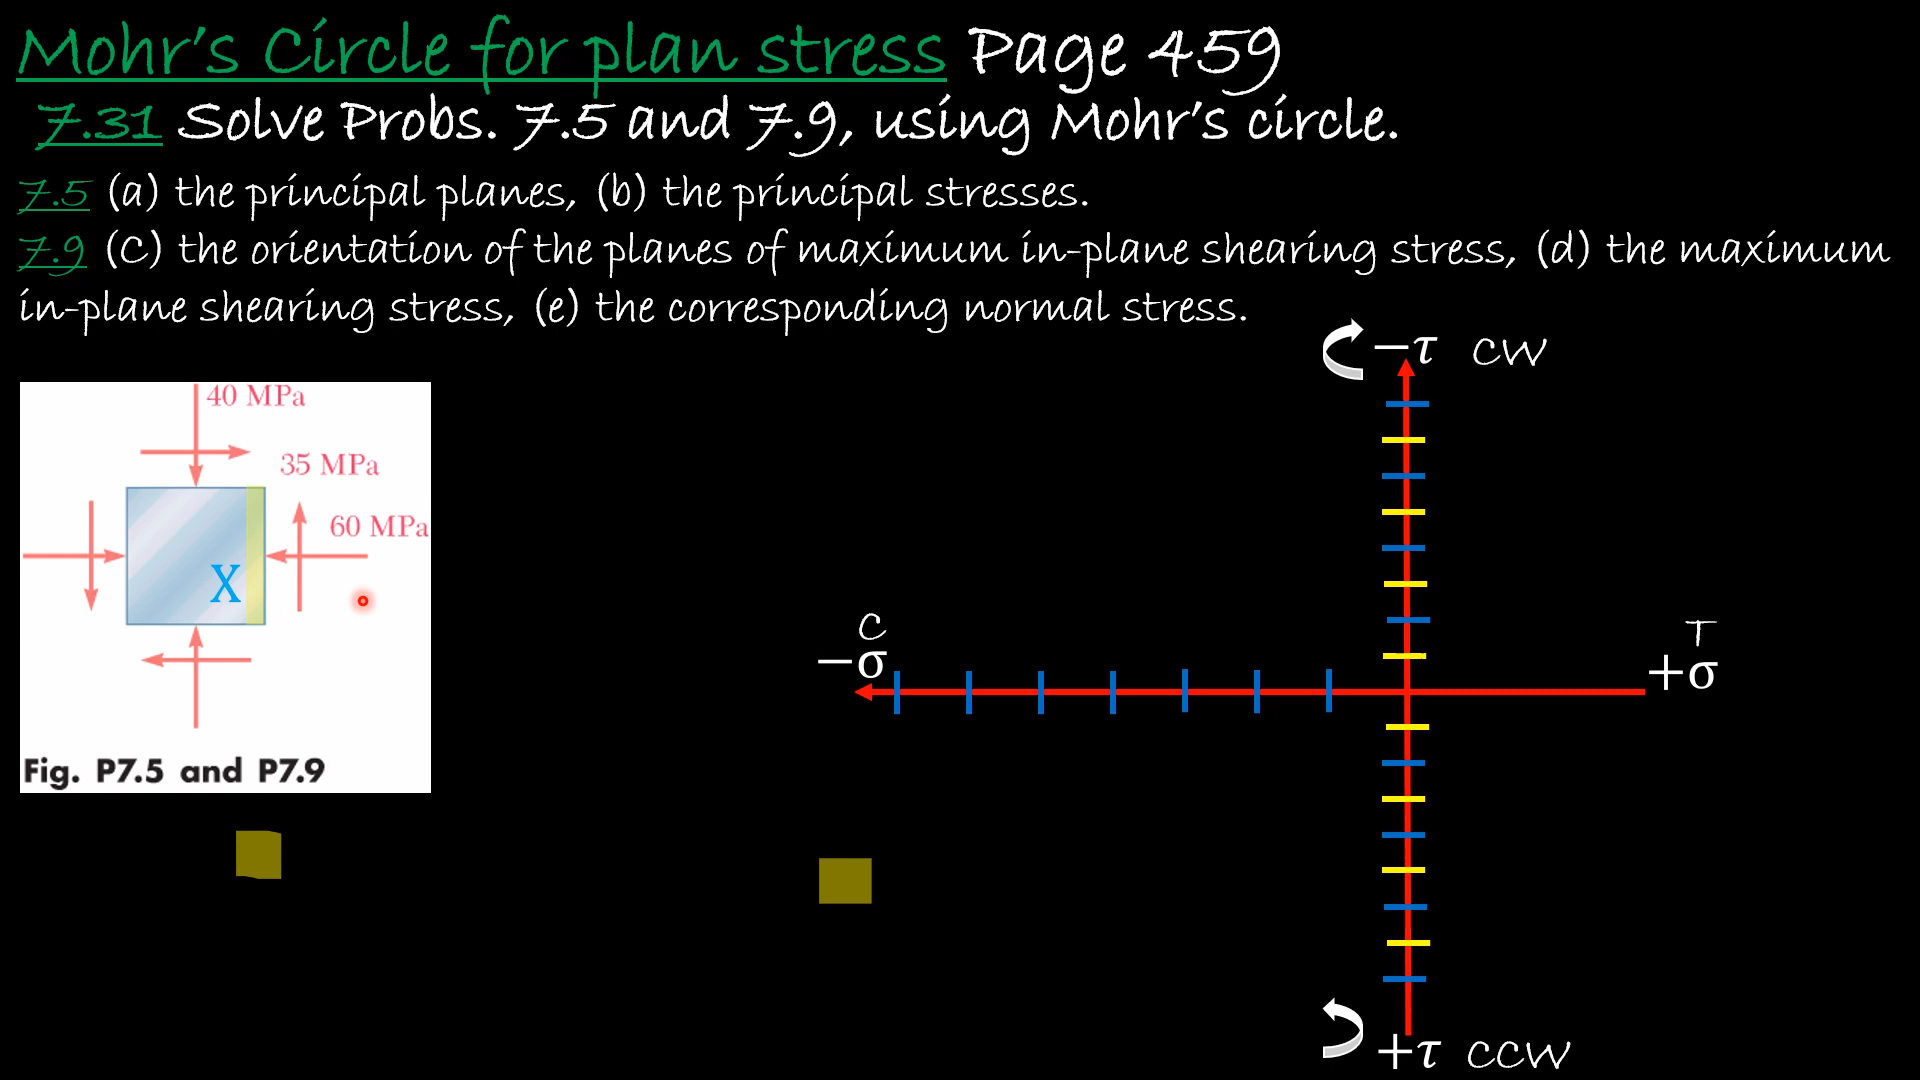 Mohr's Circle for plan stress Page 459
7.31 Solve Probs. 7.5 and 7.9, using Mohr's circle.
7.5 (a) the principal planes, (b) the principal stresses.
7.9 (C) the orientation of the planes of maximum in-plane shearing stress, (d) the maximum
in-plane shearing stress, (e) the corresponding normal stress.
−τ CW
40 MPa
35 MPa
60 MPa
X
C
−σ
T
+σ
Fig. P7.5 and P7.9
+τ CCW